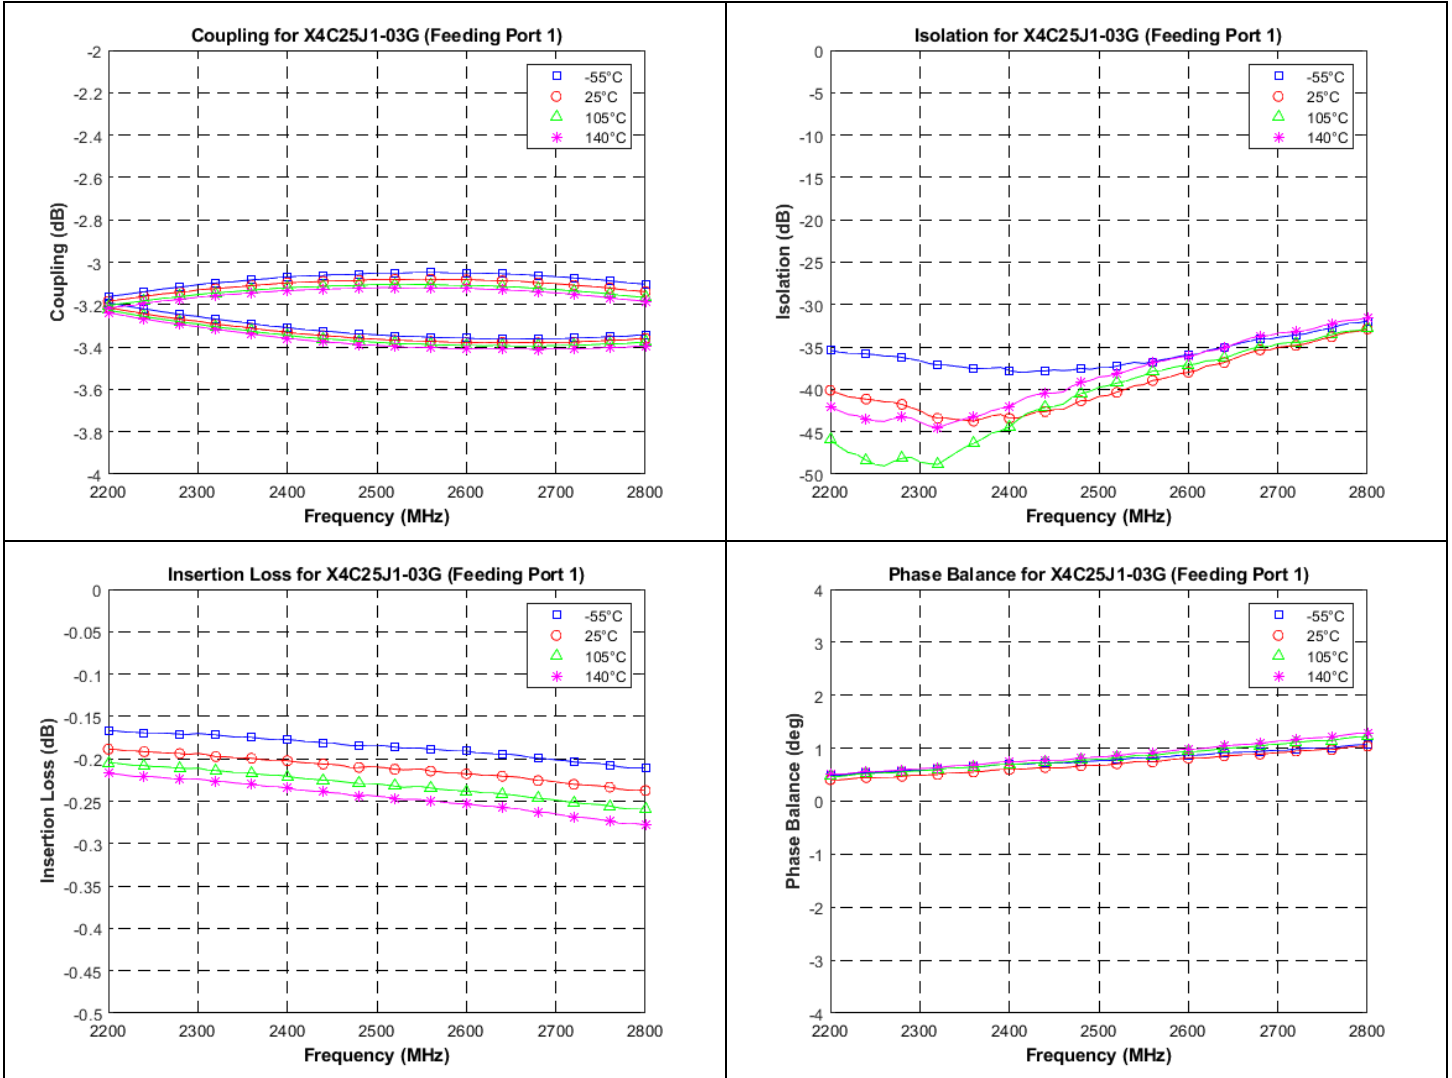 Coupling for X4C25J1-03G (Feeding Port 1)
-2
-2.2
-2.4
-2.6
-2.8
-3
-3.2
-3.4
-3.6
-3.8
-4
Coupling (dB)
-55°C
25°C
105°C
140°C
2200 2300 2400 2500 2600 2700 2800
Frequency (MHz)
Isolation for X4C25J1-03G (Feeding Port 1)
0
-5
-10
-15
-20
-25
-30
-35
-40
-45
-50
Isolation (dB)
-55°C
25°C
105°C
140°C
2200 2300 2400 2500 2600 2700 2800
Frequency (MHz)
Insertion Loss for X4C25J1-03G (Feeding Port 1)
0
-0.05
-0.1
-0.15
-0.2
-0.25
-0.3
-0.35
-0.4
-0.45
-0.5
Insertion Loss (dB)
-55°C
25°C
105°C
140°C
2200 2300 2400 2500 2600 2700 2800
Frequency (MHz)
Phase Balance for X4C25J1-03G (Feeding Port 1)
4
3
2
1
0
-1
-2
-3
-4
Phase Balance (deg)
-55°C
25°C
105°C
140°C
2200 2300 2400 2500 2600 2700 2800
Frequency (MHz)